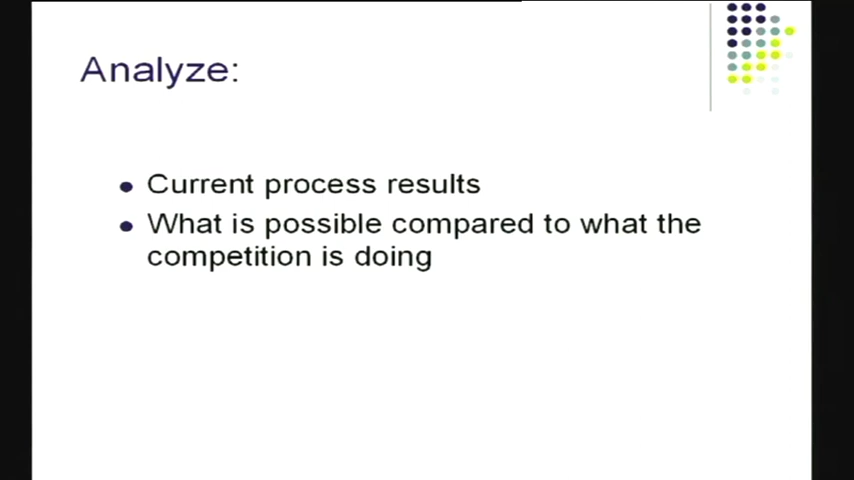 Analyze:
Current process results
What is possible compared to what the
competition is doing